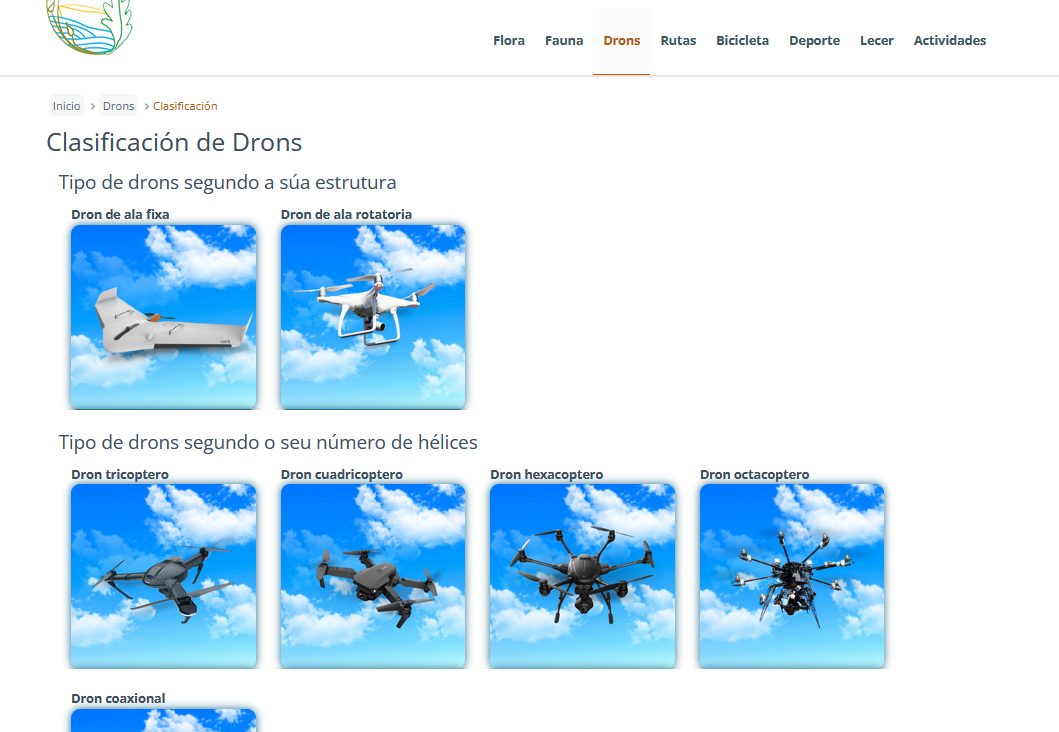 Flora Fauna Drons Rutas Bicicleta Deporte Lecer Actividades
Inicio > Drons > Clasificación
Clasificación de Drons
Tipo de drons segundo a súa estrutura
Dron de ala fixa Dron de ala rotatoria
Tipo de drons segundo o seu número de hélices
Dron tricoptero Dron cuadricoptero Dron hexacoptero Dron octacoptero
Dron coaxional